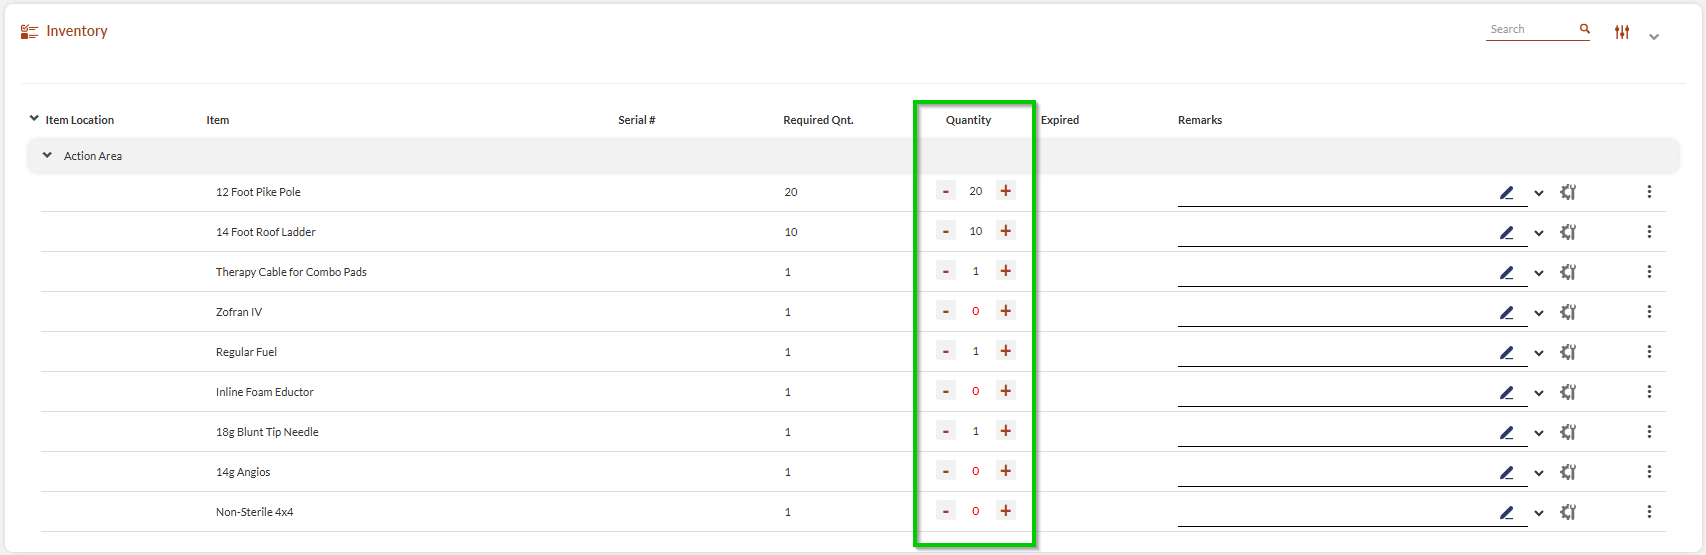 Inventory
Search
Item Location Item Serial # Required Qnt. Quantity Expired Remarks
Action Area
12 Foot Pike Pole 20 - 20 +
14 Foot Roof Ladder 10 - 10 +
Therapy Cable for Combo Pads 1 - 1 +
Zofran IV 1 - 0 +
Regular Fuel 1 - 1 +
Inline Foam Eductor 1 - 0 +
18g Blunt Tip Needle 1 - 1 +
14g Angios 1 - 0 +
Non-Sterile 4x4 1 - 0 +